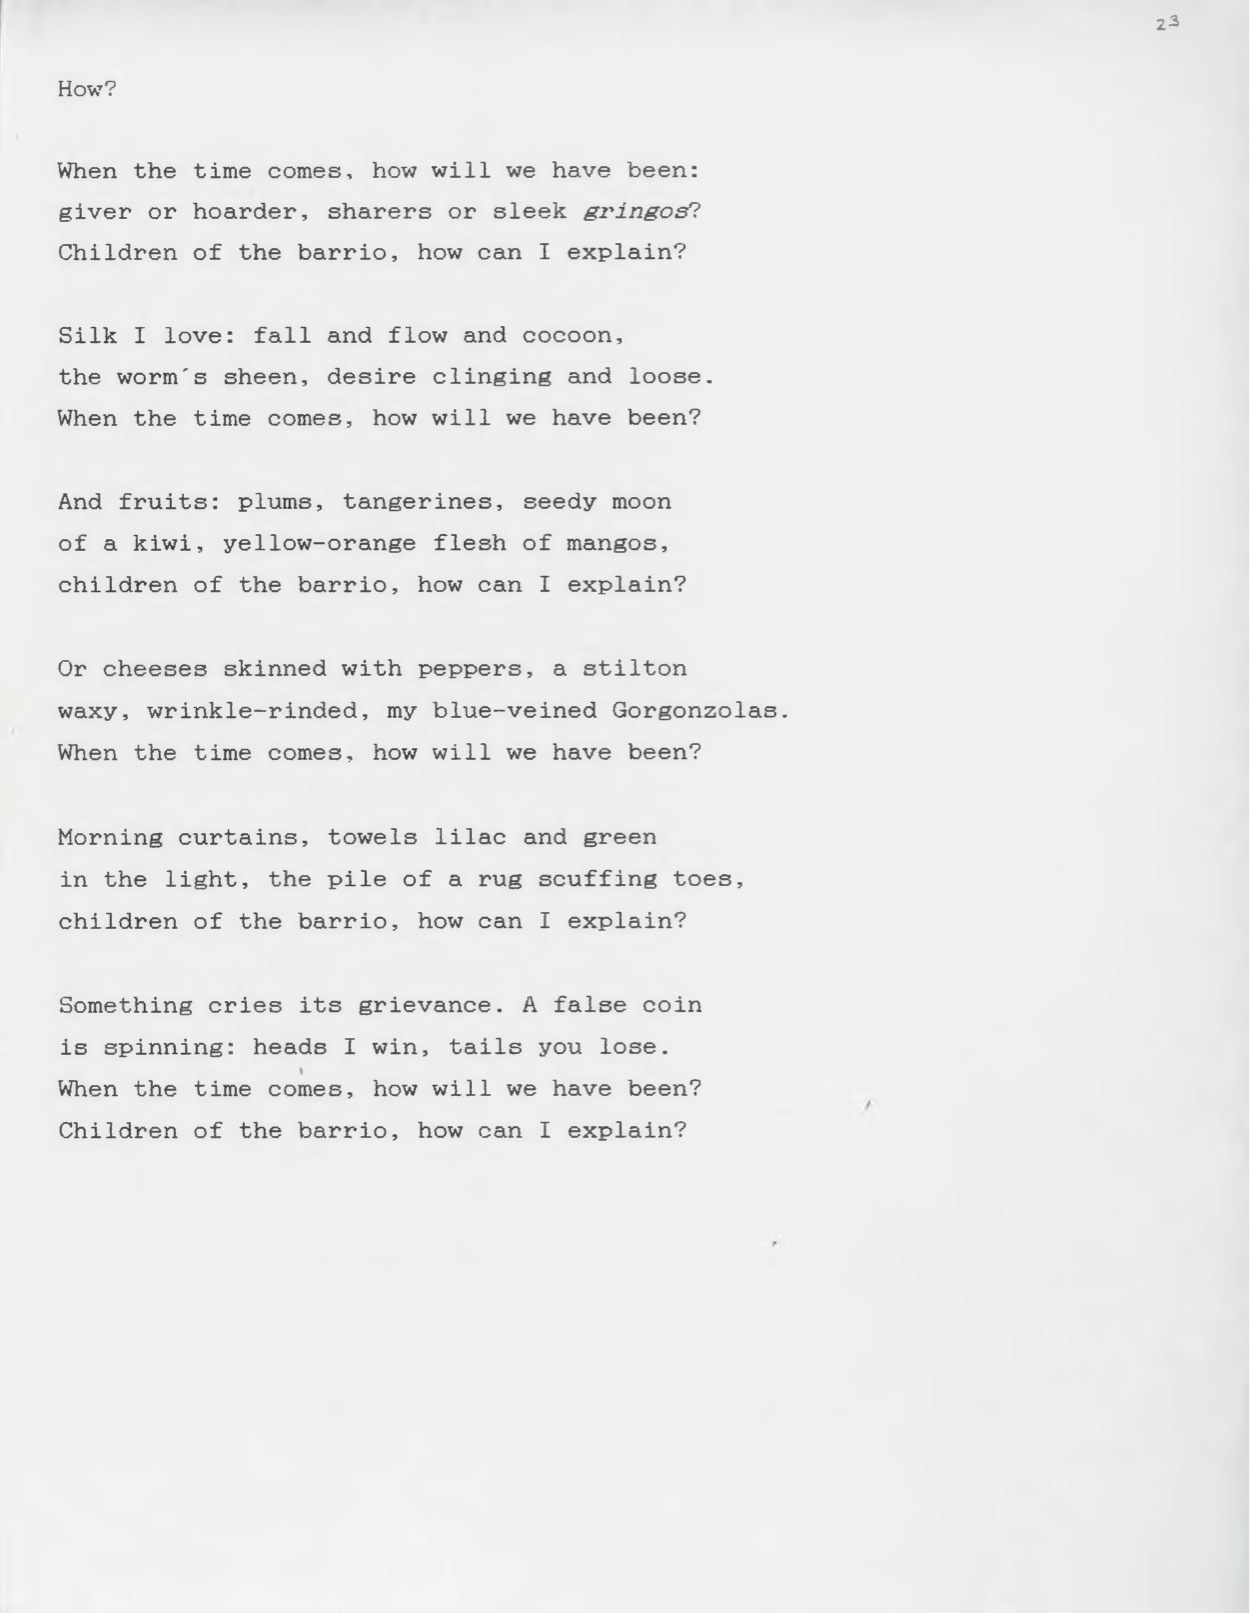 23
How?
When the time comes, how will we have been:
giver or hoarder, sharers or sleek gringos?
Children of the barrio, how can I explain?
Silk I love: fall and flow and cocoon,
the worm´s sheen, desire clinging and loose.
When the time comes, how will we have been?
And fruits: plums, tangerines, seedy moon
of a kiwi, yellow-orange flesh of mangos,
children of the barrio, how can I explain?
Or cheeses skinned with peppers, a stilton
waxy, wrinkle-rinded, my blue-veined Gorgonzolas.
When the time comes, how will we have been?
Morning curtains, towels lilac and green
in the light, the pile of a rug scuffing toes,
children of the barrio, how can I explain?
Something cries its grievance. A false coin
is spinning: heads I win, tails you lose.
When the time comes, how will we have been?
Children of the barrio, how can I explain?